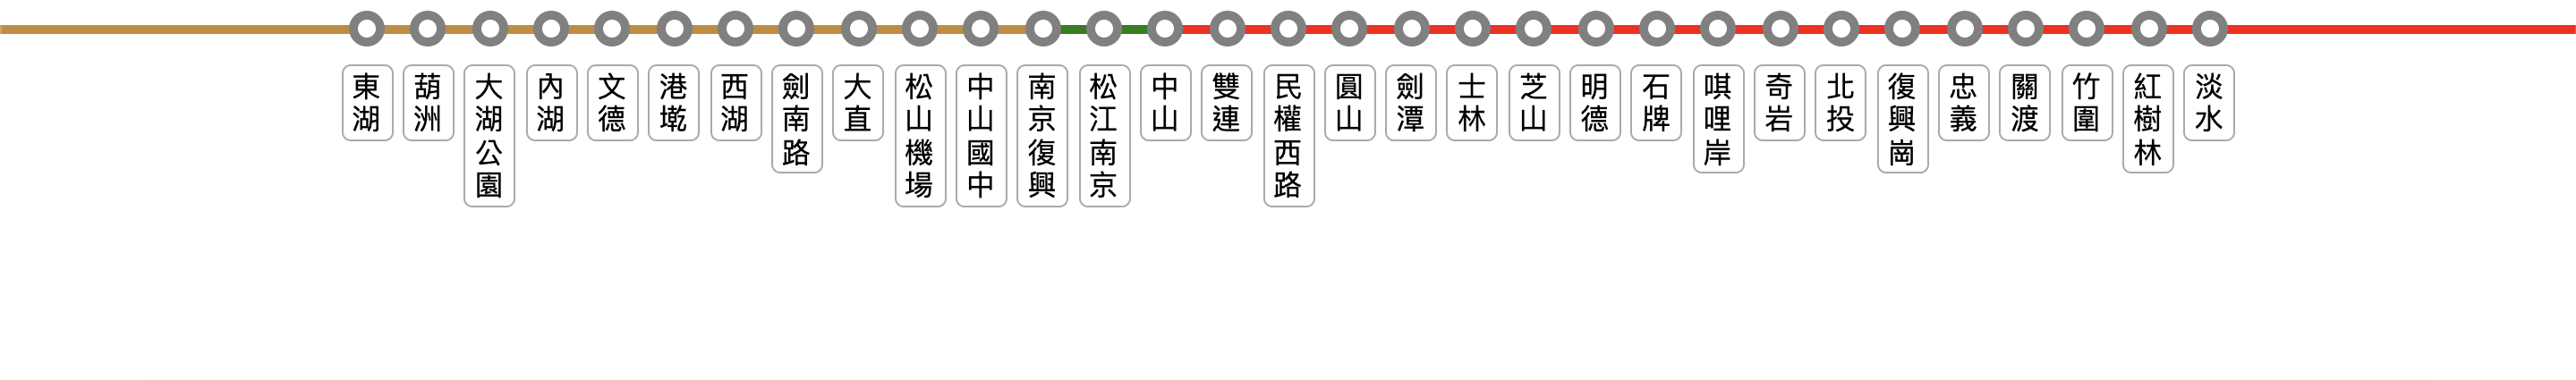 東湖
葫洲
大湖公園
內湖
文德
港墘
西湖
劍南路
大直
松山機場
中山國中
南京復興
松江南京
中山
雙連
民權西路
圓山
劍潭
士林
芝山
明德
石牌
唭哩岸
奇岩
北投
復興崗
忠義
關渡
竹圍
紅樹林
淡水